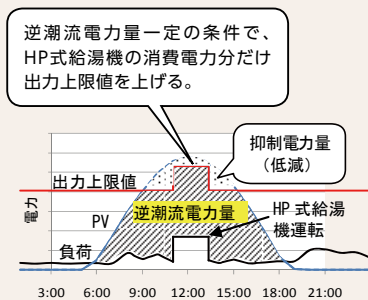 逆潮流電力量一定の条件で、
HP式給湯機の消費電力分だけ
出力上限値を上げる。
抑制電力量
（低減）
出力上限値
電力
PV
逆潮流電力量
HP 式給湯
機運転
負荷
3:00 6:00 9:00 12:00 15:00 18:00 21:00